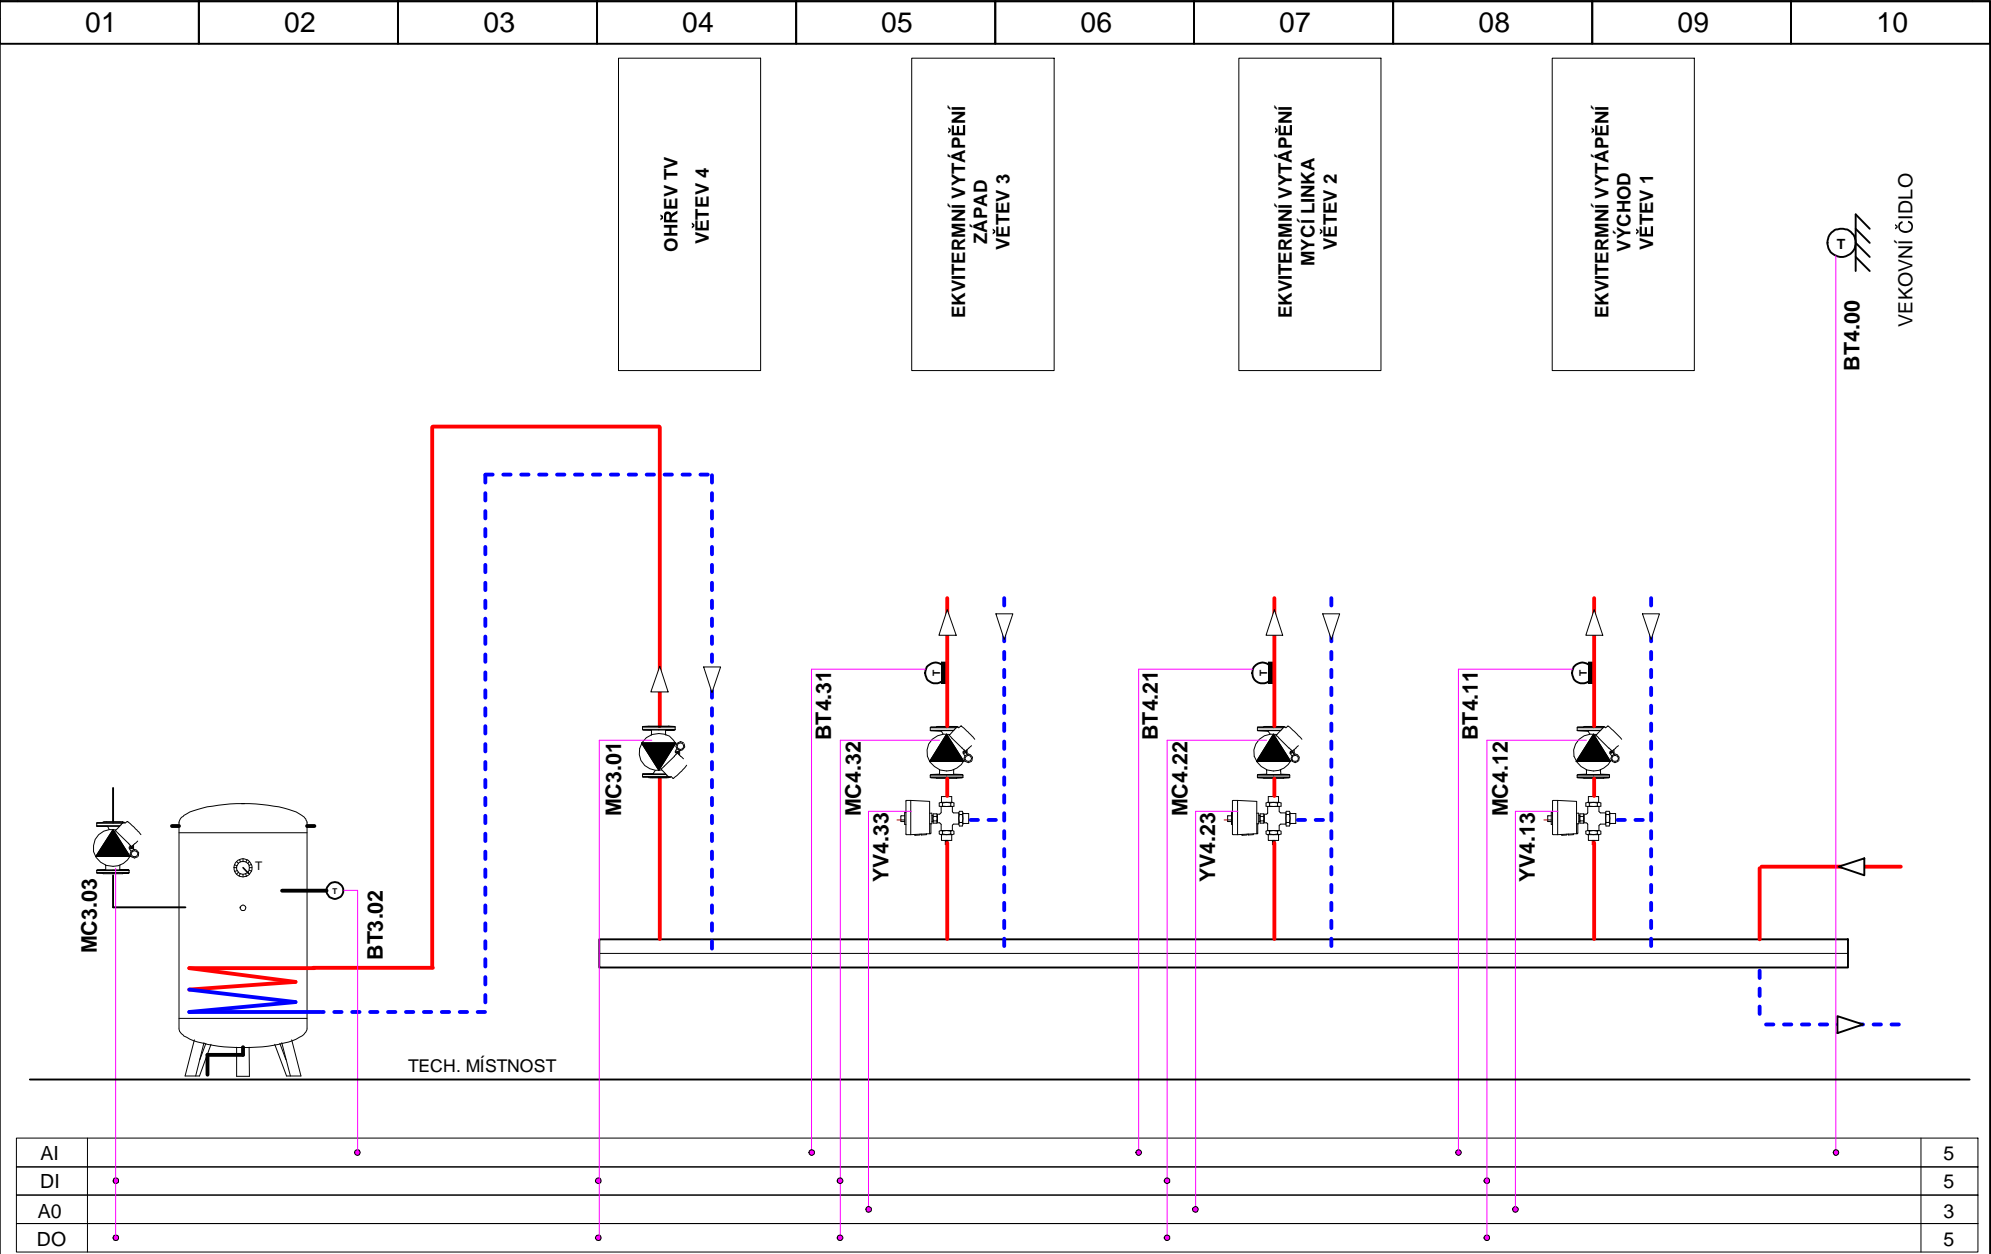 01 02 03 04 05 06 07 08 09 10
OHŘEV TV
VĚTEV 4
EKVITERMNÍ VYTÁPĚNÍ
ZÁPAD
VĚTEV 3
EKVITERMNÍ VYTÁPĚNÍ
MYCÍ LINKA
VĚTEV 2
EKVITERMNÍ VYTÁPĚNÍ
VÝCHOD
VĚTEV 1
T
BT4.00
VEKOVNÍ ČIDLO
MC3.03
T
T
BT3.02
MC3.01
BT4.31
T
MC4.32
YV4.33
BT4.21
T
MC4.22
YV4.23
BT4.11
T
MC4.12
YV4.13
TECH. MÍSTNOST
AI 5
DI 5
A0 3
DO 5